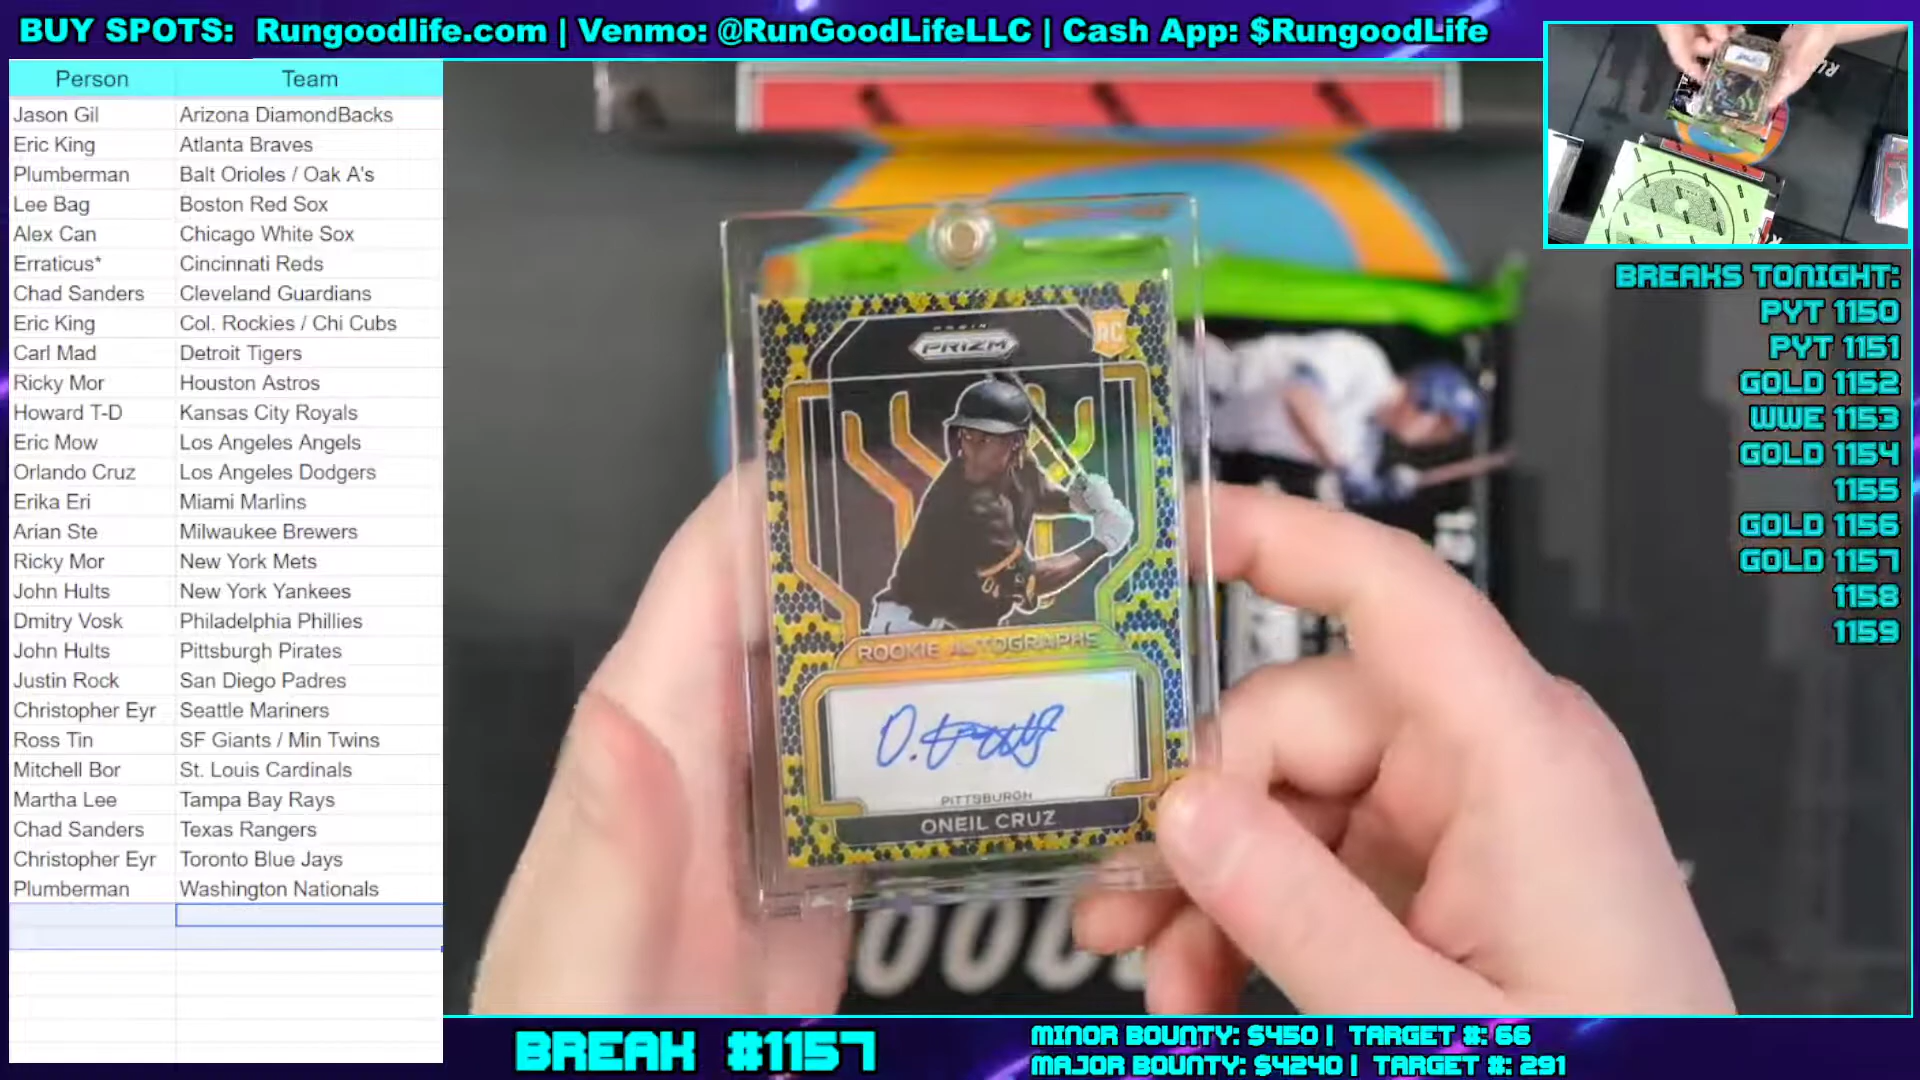 BUY SPOTS: Rungoodlife.com | Venmo: @RunGoodLifeLLC | Cash App: $RungoodLife
Person Team
Jason Gil Arizona DiamondBacks
Eric King Atlanta Braves
Plumberman Balt Orioles / Oak A's
Lee Bag Boston Red Sox
Alex Can Chicago White Sox
Erraticus* Cincinnati Reds
Chad Sanders Cleveland Guardians
Eric King Col. Rockies / Chi Cubs
Carl Mad Detroit Tigers
Ricky Mor Houston Astros
Howard T-D Kansas City Royals
Eric Mow Los Angeles Angels
Orlando Cruz Los Angeles Dodgers
Erika Eri Miami Marlins
Arian Ste Milwaukee Brewers
Ricky Mor New York Mets
John Hults New York Yankees
Dmitry Vosk Philadelphia Phillies
John Hults Pittsburgh Pirates
Justin Rock San Diego Padres
Christopher Eyr Seattle Mariners
Ross Tin SF Giants / Min Twins
Mitchell Bor St. Louis Cardinals
Martha Lee Tampa Bay Rays
Chad Sanders Texas Rangers
Christopher Eyr Toronto Blue Jays
Plumberman Washington Nationals
PRIZM
RC
ROOKIE AUTOGRAPHS
O. Cruz
PITTSBURGH
ONEIL CRUZ
BREAKS TONIGHT:
PYT 1150
PYT 1151
GOLD 1152
WWE 1153
GOLD 1154
1155
GOLD 1156
GOLD 1157
1158
1159
BREAK #1157
MINOR BOUNTY: $450 | TARGET #: 66
MAJOR BOUNTY: $4240 | TARGET #: 291